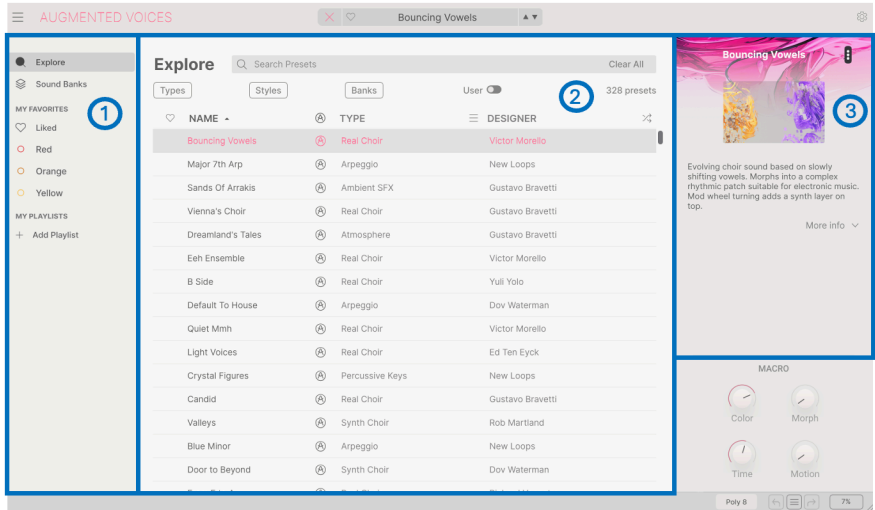 AUGMENTED VOICES
Bouncing Vowels
Explore
Sound Banks
MY FAVORITES
Liked
Red
Orange
Yellow
MY PLAYLISTS
Add Playlist
1
Explore
Search Presets
Clear All
Types
Styles
Banks
User
2
328 presets
NAME TYPE DESIGNER
Bouncing Vowels Real Choir Victor Morello
Major 7th Arp Arpeggio New Loops
Sands Of Arrakis Ambient SFX Gustavo Bravetti
Vienna's Choir Real Choir Gustavo Bravetti
Dreamland's Tales Atmosphere Gustavo Bravetti
Eeh Ensemble Real Choir Victor Morello
B Side Real Choir Yuli Yolo
Default To House Arpeggio Dov Waterman
Quiet Mmh Real Choir Victor Morello
Light Voices Real Choir Ed Ten Eyck
Crystal Figures Percussive Keys New Loops
Candid Real Choir Gustavo Bravetti
Valleys Synth Choir Rob Martland
Blue Minor Arpeggio New Loops
Door to Beyond Synth Choir Dov Waterman
Bouncing Vowels
3
Evolving choir sound based on slowly
shifting vowels. Morphs into a complex
rhythmic patch suitable for electronic music.
Mod wheel turning adds a synth layer on
top.
More info
MACRO
Color Morph
Time Motion
Poly 8
7%